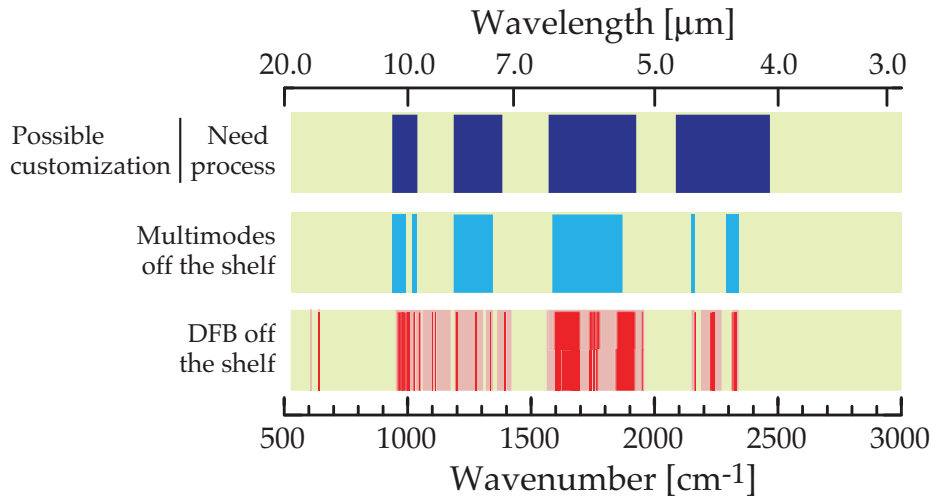 Wavelength [μm]
20.0 10.0 7.0 5.0 4.0 3.0
Possible customization | Need process
Multimodes
off the shelf
DFB off
the shelf
500 1000 1500 2000 2500 3000
Wavenumber [cm-1]